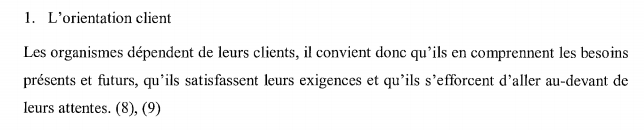 1. L'orientation client
Les organismes dépendent de leurs clients, il convient donc qu'ils en comprennent les besoins
présents et futurs, qu'ils satisfassent leurs exigences et qu'ils s'efforcent d'aller au-devant de
leurs attentes. (8), (9)